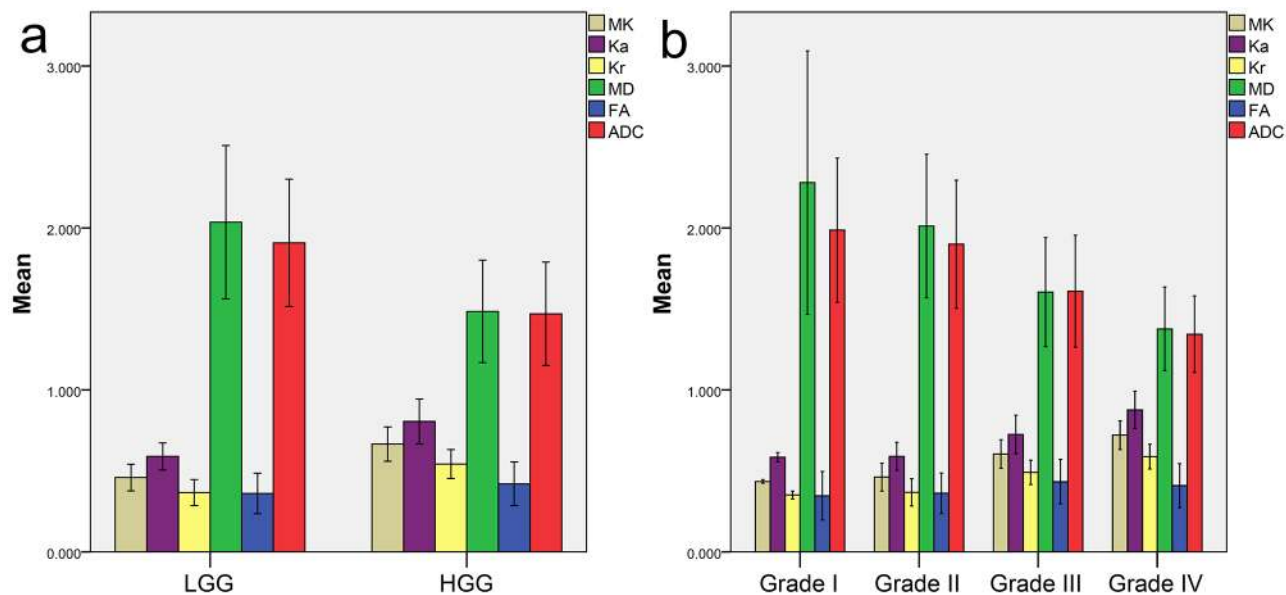 a
Mean
3.000
2.000
1.000
0.000
LGG
HGG
MK
Ka
Kr
MD
FA
ADC
b
Mean
3.000
2.000
1.000
0.000
Grade I
Grade II
Grade III
Grade IV
MK
Ka
Kr
MD
FA
ADC